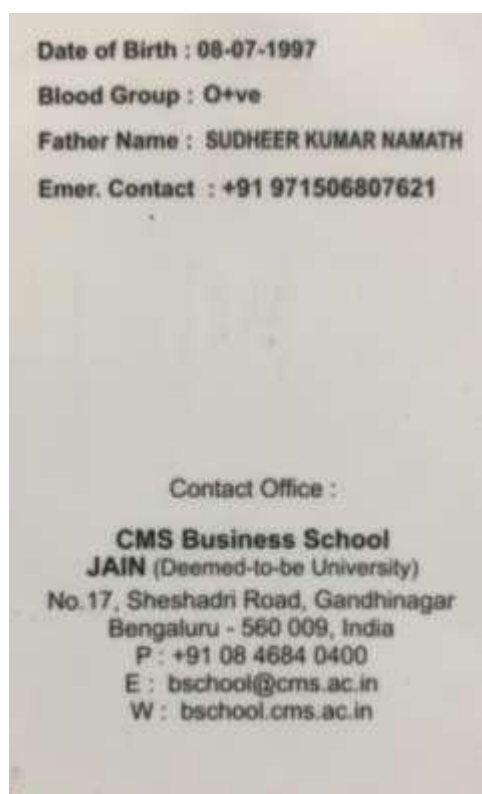 Date of Birth : 08-07-1997
Blood Group : O+ve
Father Name : SUDHEER KUMAR NAMATH
Emer. Contact : +91 971506807621
Contact Office :
CMS Business School
JAIN (Deemed-to-be University)
No.17, Sheshadri Road, Gandhinagar
Bengaluru - 560 009, India
P : +91 08 4684 0400
E : bschool@cms.ac.in
W : bschool.cms.ac.in